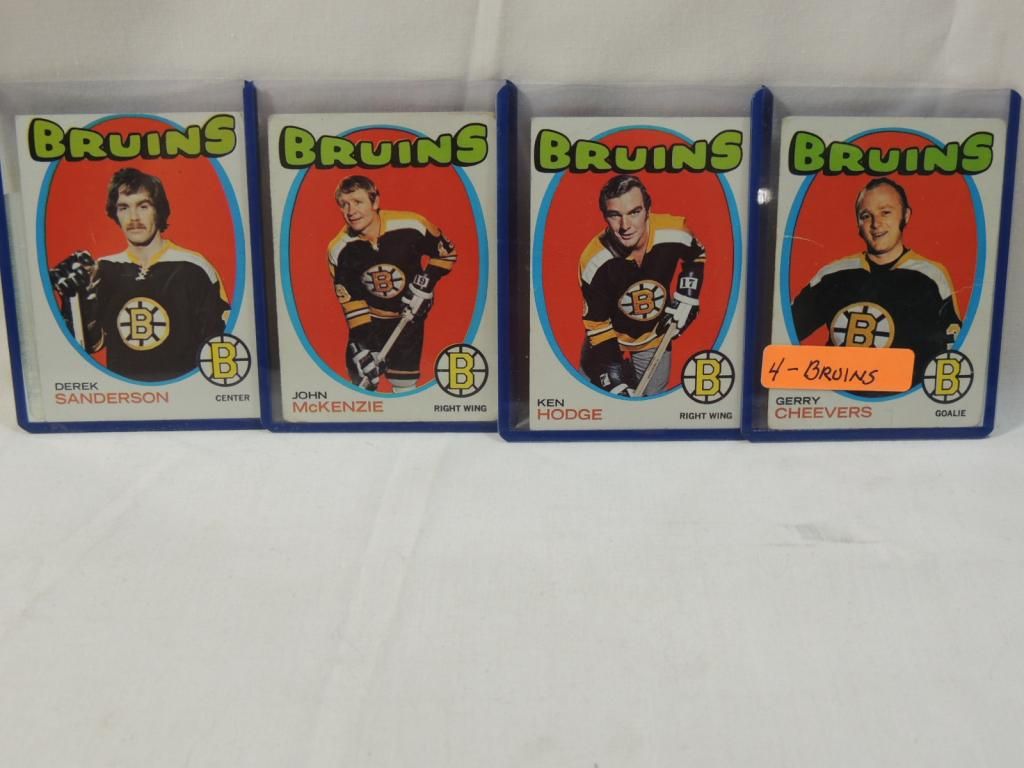 BRUINS
B
B
DEREK
SANDERSON
CENTER
BRUINS
B
B
JOHN
McKENZIE
RIGHT WING
BRUINS
17
B
B
KEN
HODGE
RIGHT WING
BRUINS
B
B
4-BRUINS
GERRY
CHEEVERS
GOALIE